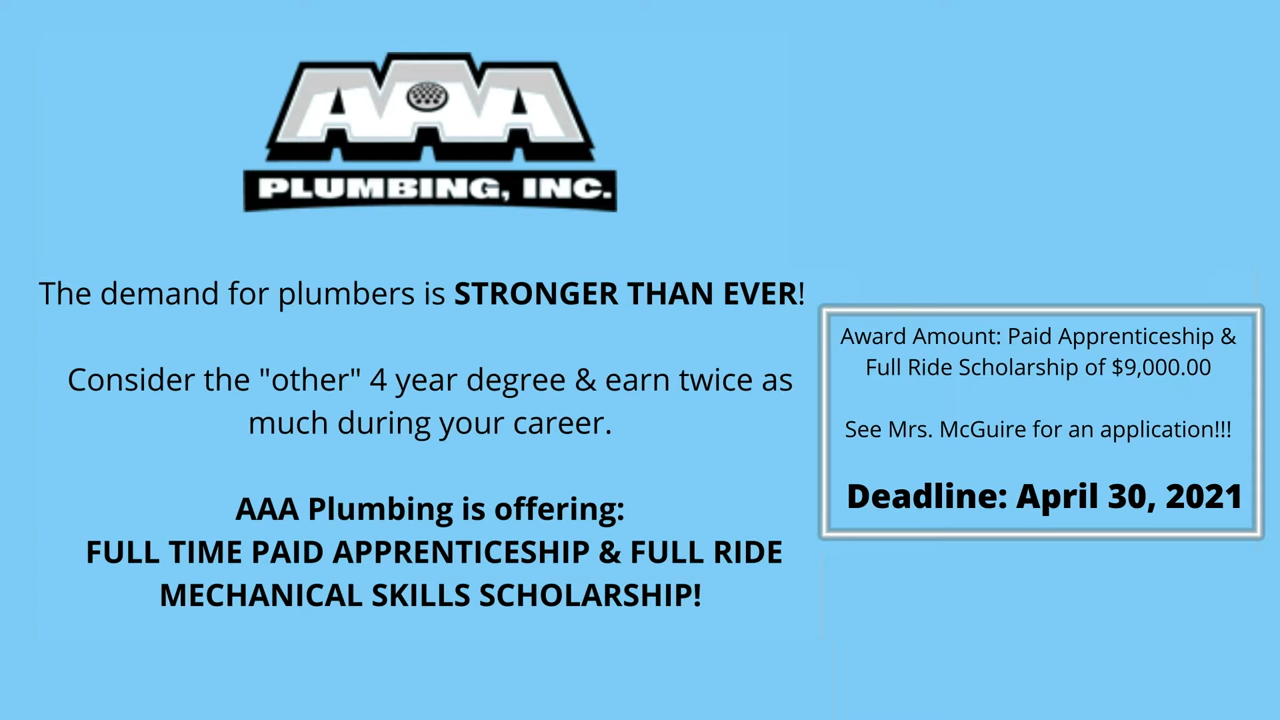 AAA
PLUMBING, INC.
The demand for plumbers is STRONGER THAN EVER!
Consider the "other" 4 year degree & earn twice as
much during your career.
AAA Plumbing is offering:
FULL TIME PAID APPRENTICESHIP & FULL RIDE
MECHANICAL SKILLS SCHOLARSHIP!
Award Amount: Paid Apprenticeship &
Full Ride Scholarship of $9,000.00
See Mrs. McGuire for an application!!!
Deadline: April 30, 2021